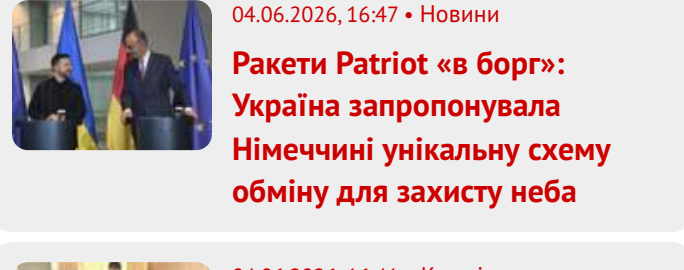 04.06.2026, 16:47 • Новини
Ракети Patriot «в борг»:
Україна запропонувала
Німеччині унікальну схему
обміну для захисту неба